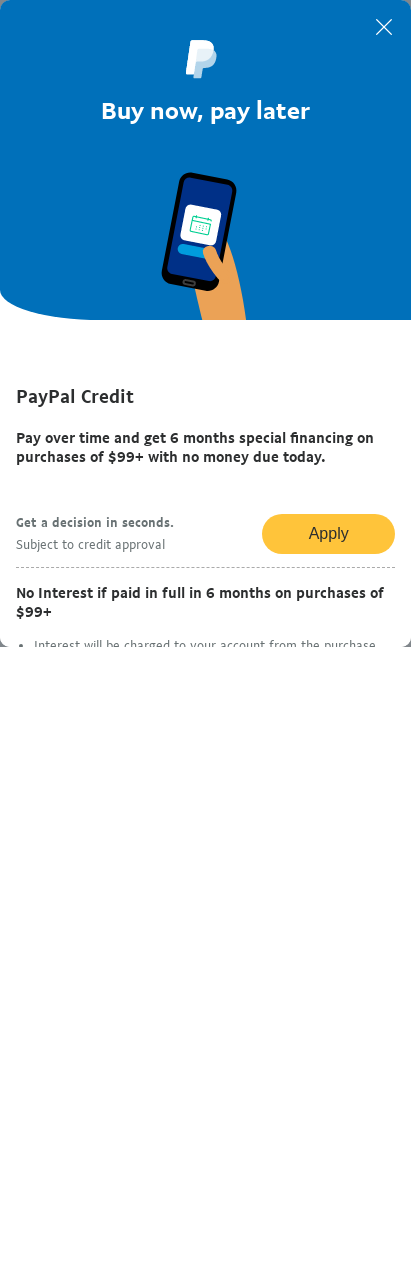 Buy now, pay later
PayPal Credit
Pay over time and get 6 months special financing on
purchases of $99+ with no money due today.
Get a decision in seconds.
Subject to credit approval
Apply
No Interest if paid in full in 6 months on purchases of
$99+
• Interest will be charged to your account from the purchase